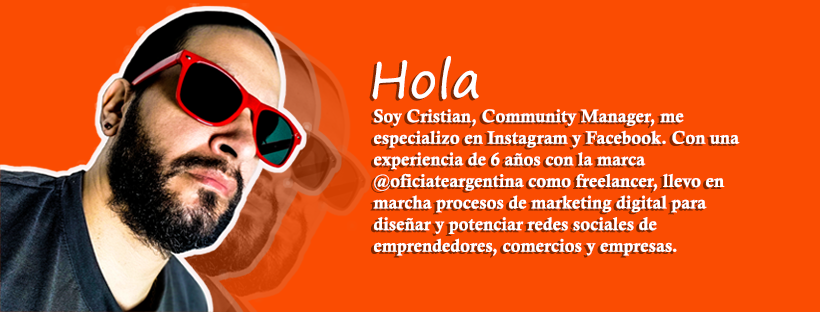 Hola
Soy Cristian, Community Manager, me
especializo en Instagram y Facebook. Con una
experiencia de 6 años con la marca
@oficiateargentina como freelancer, llevo en
marcha procesos de marketing digital para
diseñar y potenciar redes sociales de
emprendedores, comercios y empresas.